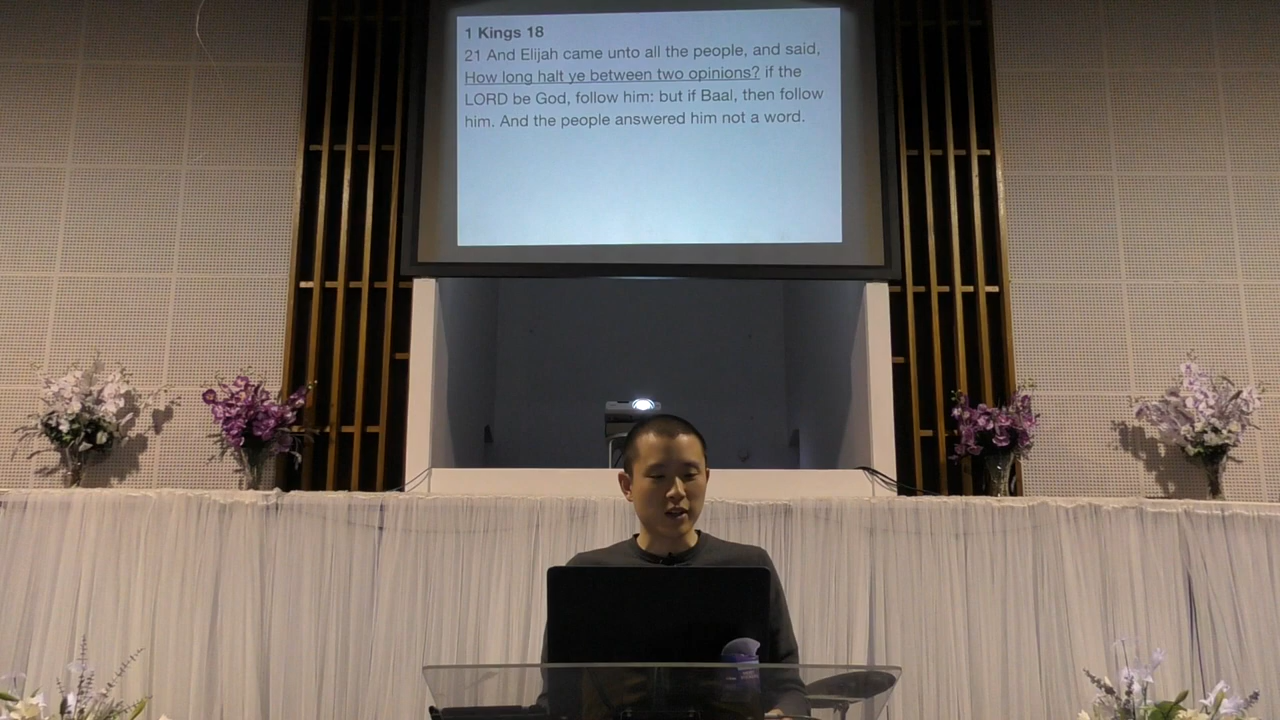 1 Kings 18
21 And Elijah came unto all the people, and said,
How long halt ye between two opinions? if the
LORD be God, follow him: but if Baal, then follow
him. And the people answered him not a word.